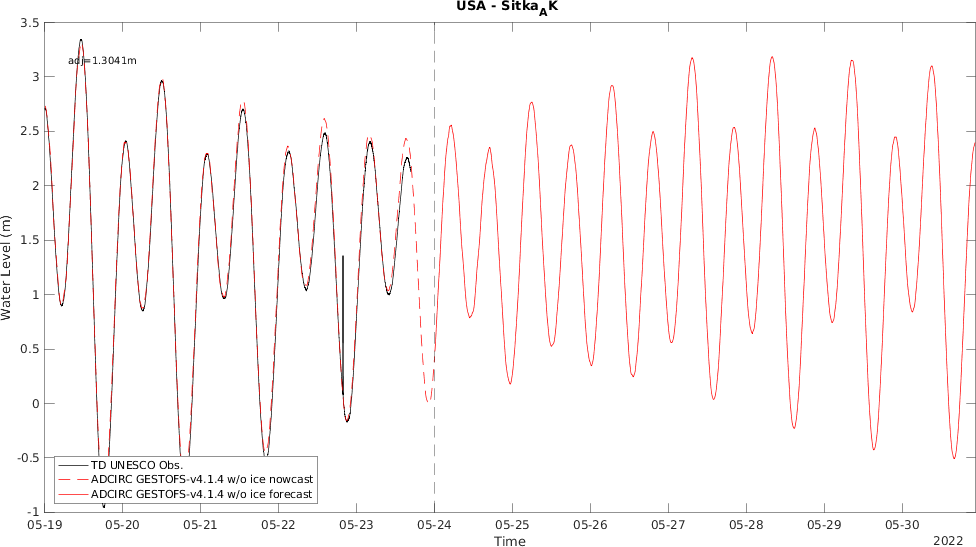 USA - Sitka_AK
adj=1.3041m
Water Level (m)
3.5
3
2.5
2
1.5
1
0.5
0
-0.5
-1
TD UNESCO Obs.
ADCIRC GESTOFS-v4.1.4 w/o ice nowcast
ADCIRC GESTOFS-v4.1.4 w/o ice forecast
05-19 05-20 05-21 05-22 05-23 05-24 05-25 05-26 05-27 05-28 05-29 05-30
Time
2022